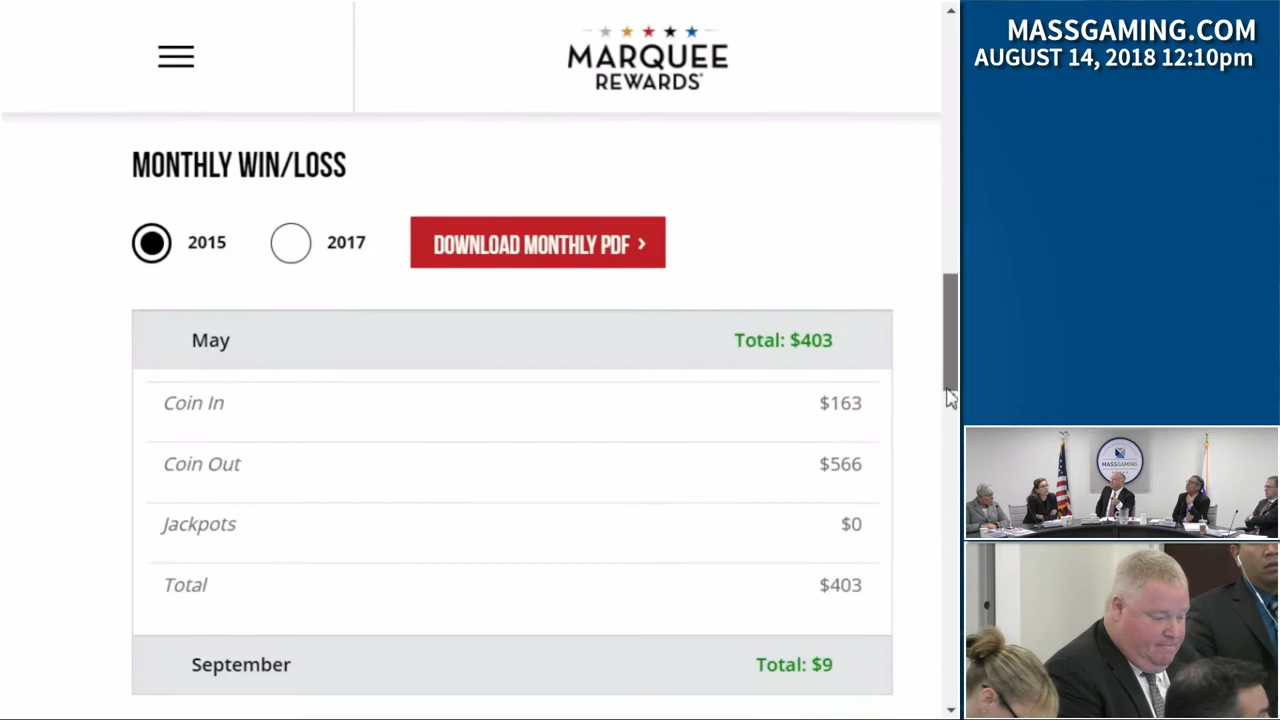 MARQUEE
REWARDS®
MONTHLY WIN/LOSS
2015
2017
DOWNLOAD MONTHLY PDF ›
May
Total: $403
Coin In
$163
Coin Out
$566
Jackpots
$0
Total
$403
September
Total: $9
MASSGAMING.COM
AUGUST 14, 2018 12:10pm
MASSGAMING